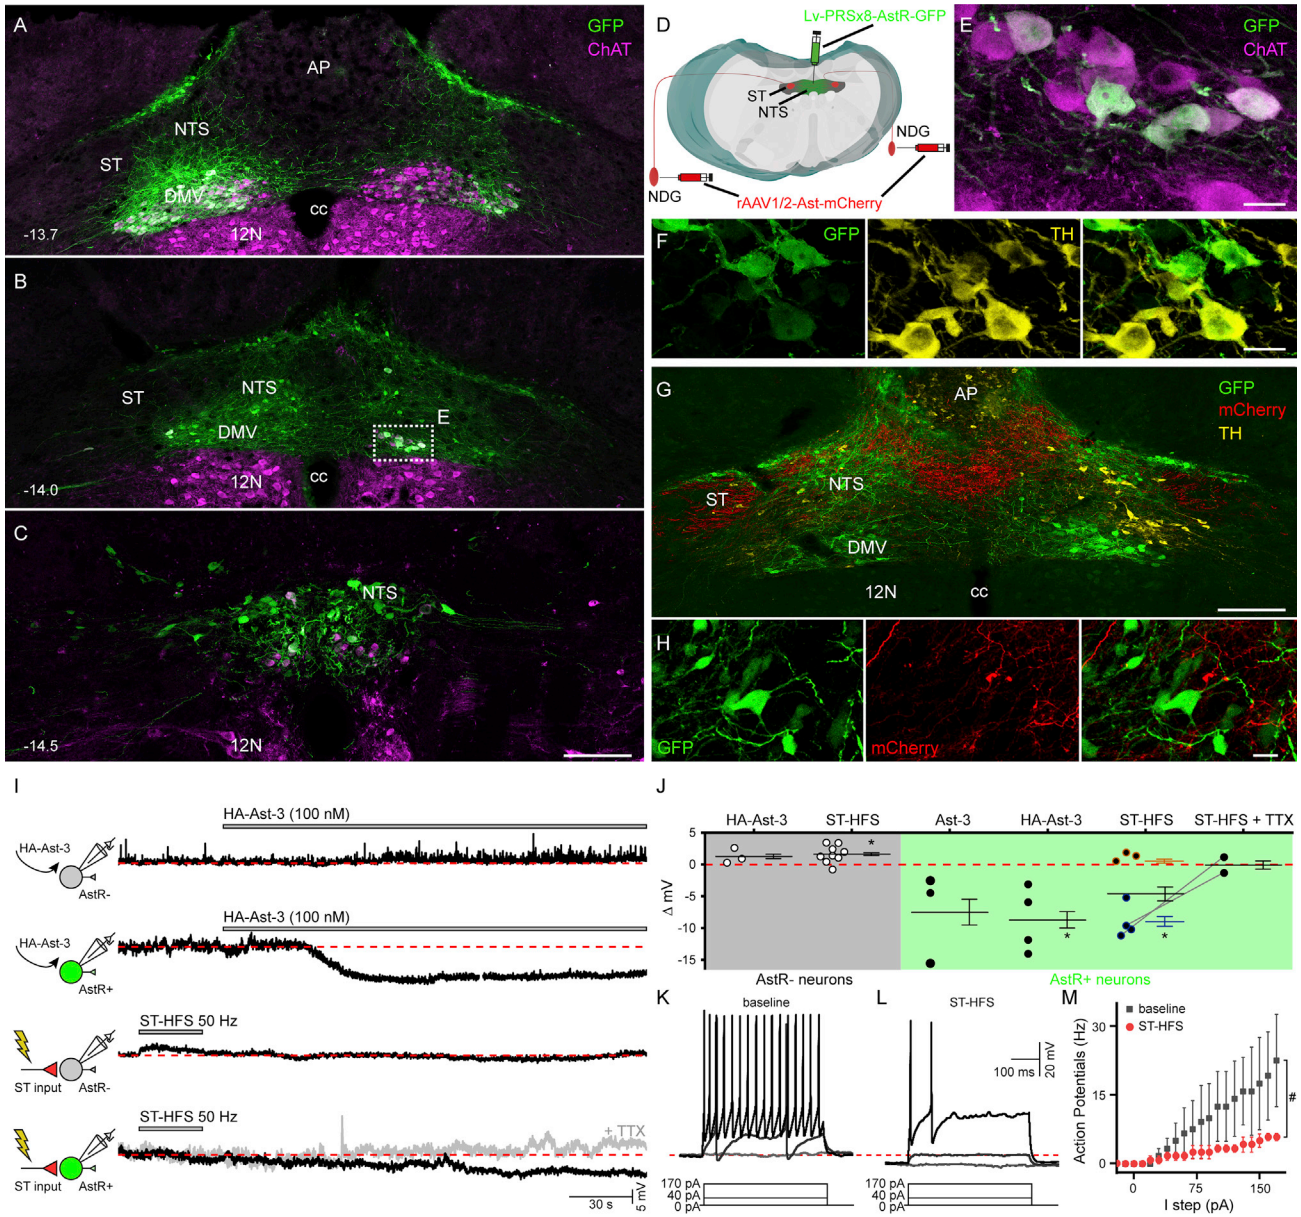 A
GFP
ChAT
AP
NTS
ST
DMV
cc
12N
-13.7
B
ST
NTS
DMV
E
12N
cc
-14.0
C
NTS
12N
-14.5
D
Lv-PRSx8-AstR-GFP
ST
NTS
NDG
NDG
rAAV1/2-Ast-mCherry
E
GFP
ChAT
F
GFP
TH
G
AP
GFP
mCherry
TH
ST
NTS
DMV
12N
cc
H
GFP
mCherry
I
HA-Ast-3 (100 nM)
HA-Ast-3
AstR-
HA-Ast-3 (100 nM)
HA-Ast-3
AstR+
ST-HFS 50 Hz
ST input
AstR-
ST-HFS 50 Hz
+ TTX
ST input
AstR+
30 s
5 mV
J
HA-Ast-3 ST-HFS Ast-3 HA-Ast-3 ST-HFS ST-HFS + TTX
5
0
-5
-10
-15
Δ mV
*
*
*
AstR- neurons
AstR+ neurons
K
baseline
170 pA
40 pA
0 pA
L
ST-HFS
100 ms
20 mV
170 pA
40 pA
0 pA
M
baseline
ST-HFS
Action Potentials (Hz)
30
15
0
#
0 75 150
I step (pA)